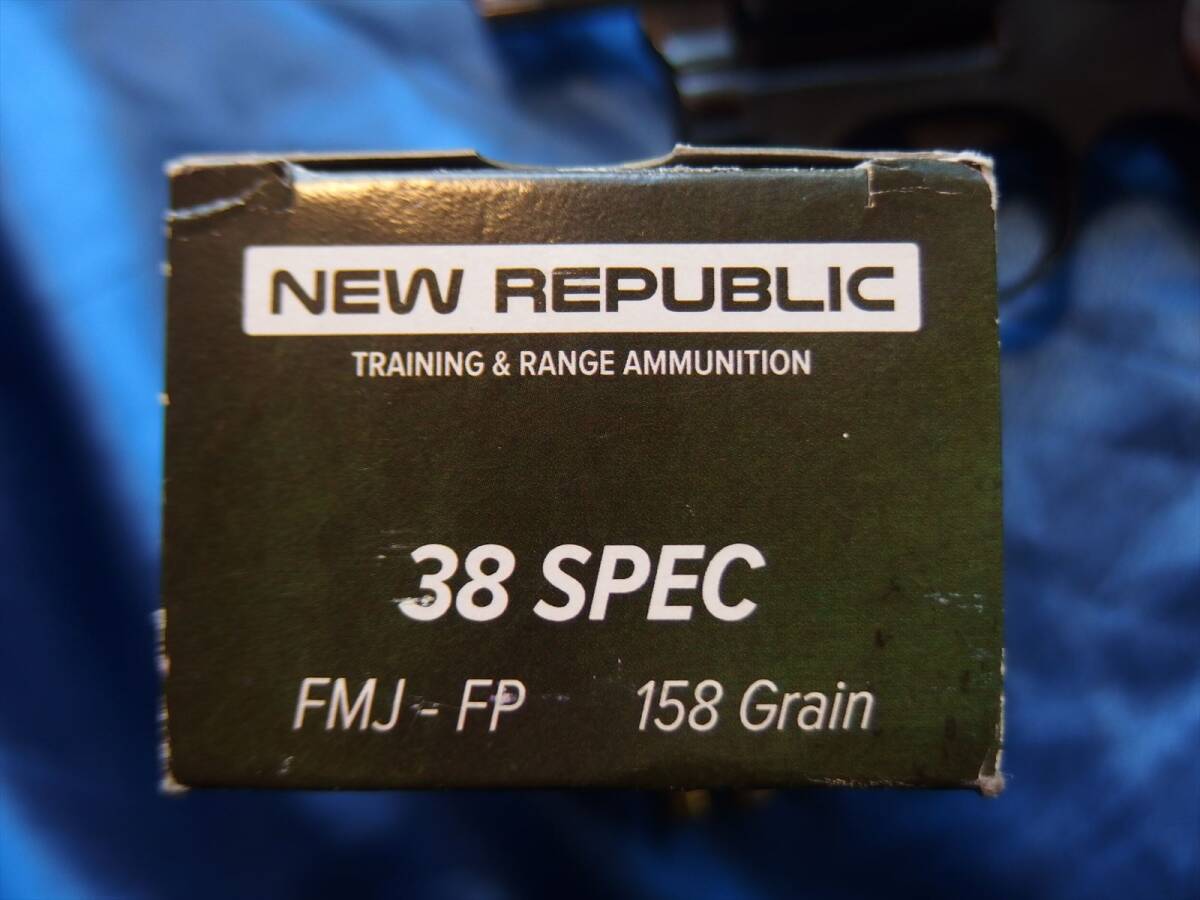 NEW REPUBLIC
TRAINING & RANGE AMMUNITION
38 SPEC
FMJ - FP 158 Grain